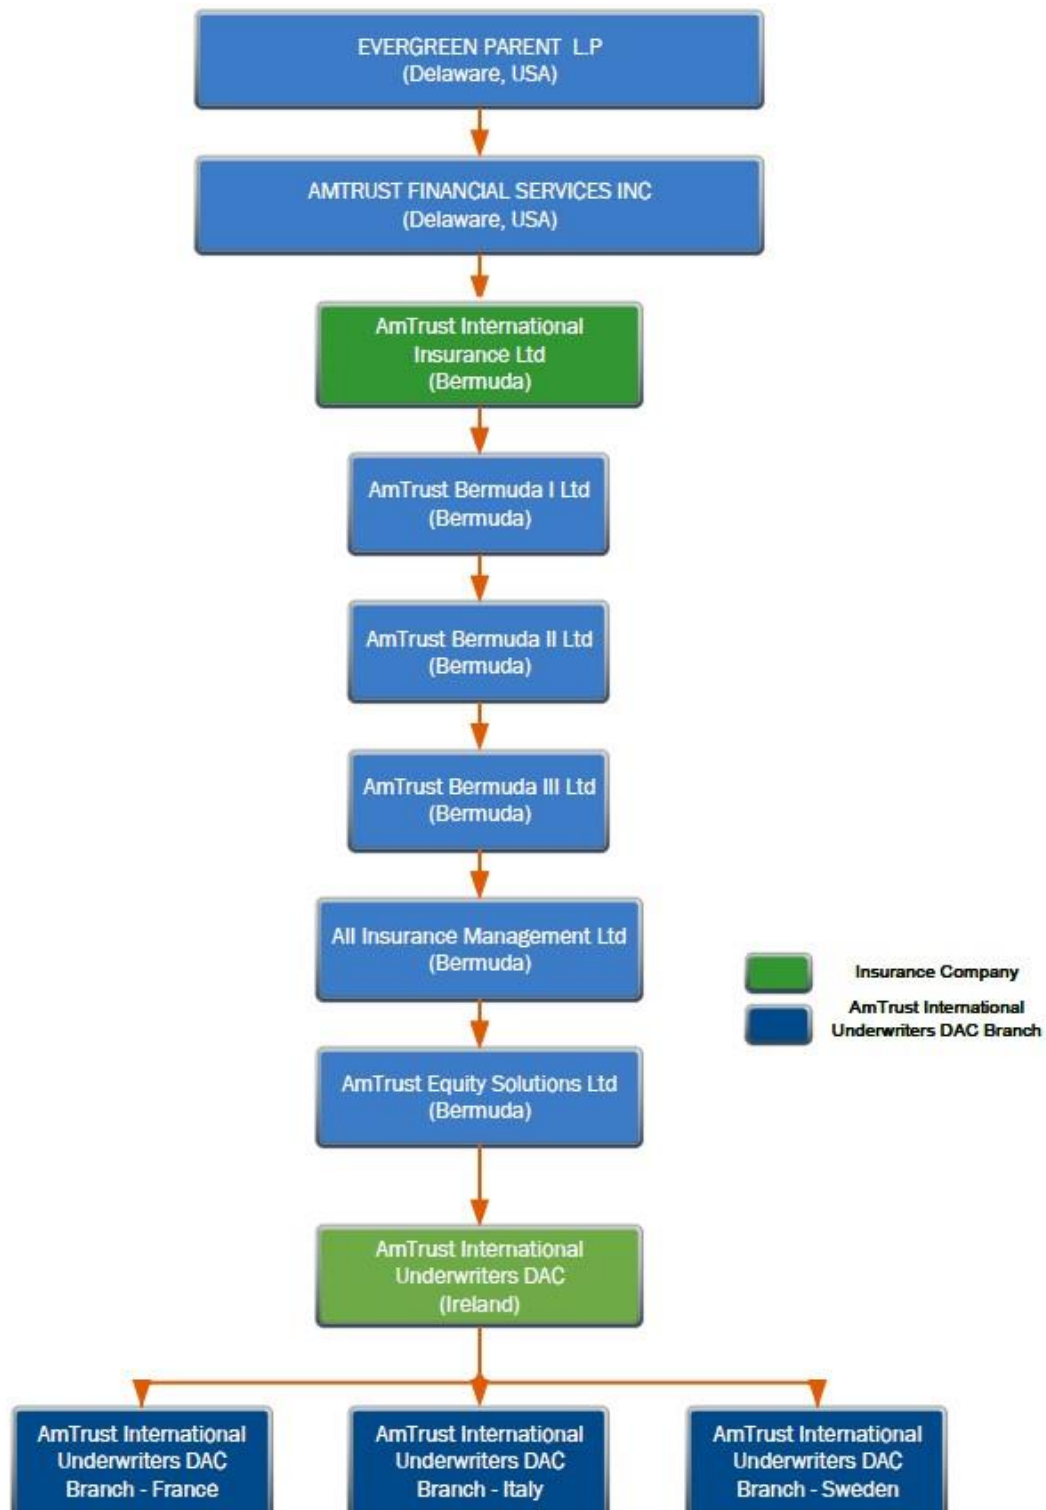 EVERGREEN PARENT L.P
(Delaware, USA)
AMTRUST FINANCIAL SERVICES INC
(Delaware, USA)
AmTrust International
Insurance Ltd
(Bermuda)
AmTrust Bermuda I Ltd
(Bermuda)
AmTrust Bermuda II Ltd
(Bermuda)
AmTrust Bermuda III Ltd
(Bermuda)
AII Insurance Management Ltd
(Bermuda)
Insurance Company
AmTrust International
Underwriters DAC Branch
AmTrust Equity Solutions Ltd
(Bermuda)
AmTrust International
Underwriters DAC
(Ireland)
AmTrust International
Underwriters DAC
Branch - France
AmTrust International
Underwriters DAC
Branch - Italy
AmTrust International
Underwriters DAC
Branch - Sweden